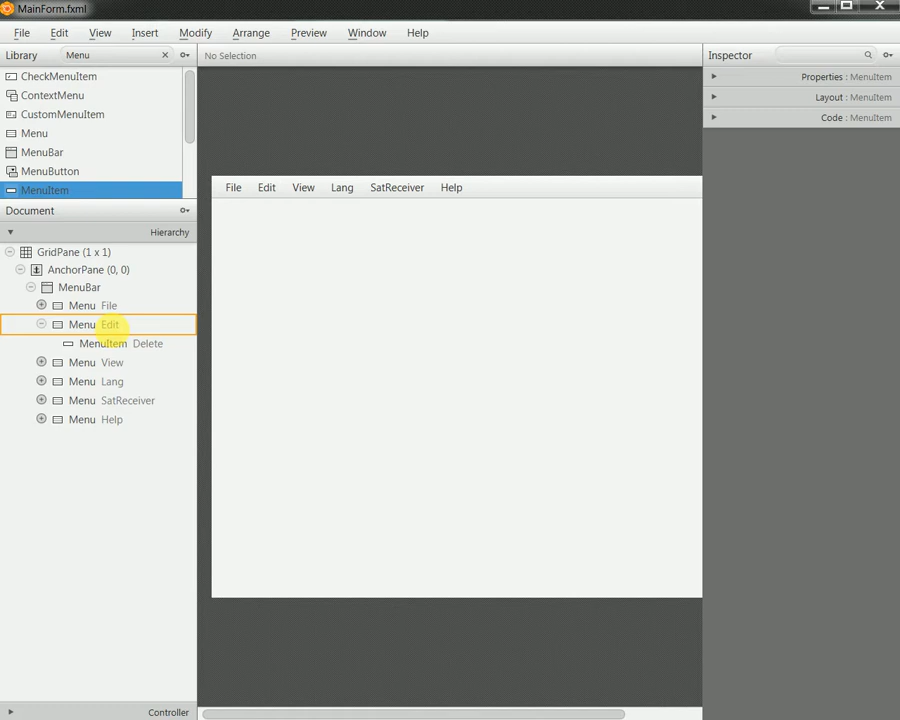 MainForm.fxml
File Edit View Insert Modify Arrange Preview Window Help
Library Menu
CheckMenuItem
ContextMenu
CustomMenuItem
Menu
MenuBar
MenuButton
MenuItem
Document
Hierarchy
GridPane (1 x 1)
AnchorPane (0, 0)
MenuBar
Menu File
Menu Edit
MenuItem Delete
Menu View
Menu Lang
Menu SatReceiver
Menu Help
Controller
No Selection
File Edit View Lang SatReceiver Help
Inspector
Properties : MenuItem
Layout : MenuItem
Code : MenuItem